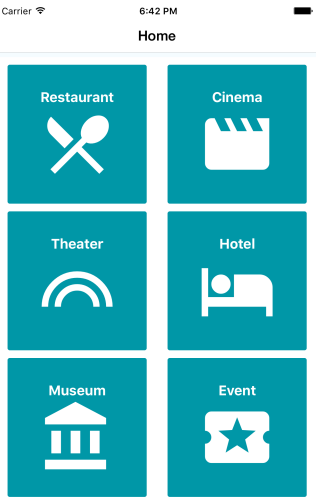 Carrier 6:42 PM
Home
Restaurant Cinema
Theater Hotel
Museum Event